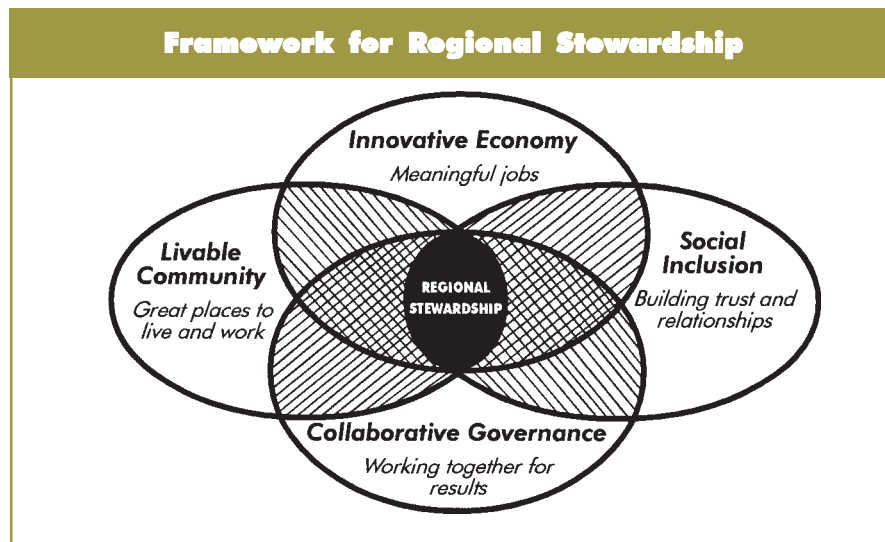 Framework for Regional Stewardship
Innovative Economy
Meaningful jobs
Livable
Community
Great places to
live and work
REGIONAL
STEWARDSHIP
Social
Inclusion
Building trust and
relationships
Collaborative Governance
Working together for
results